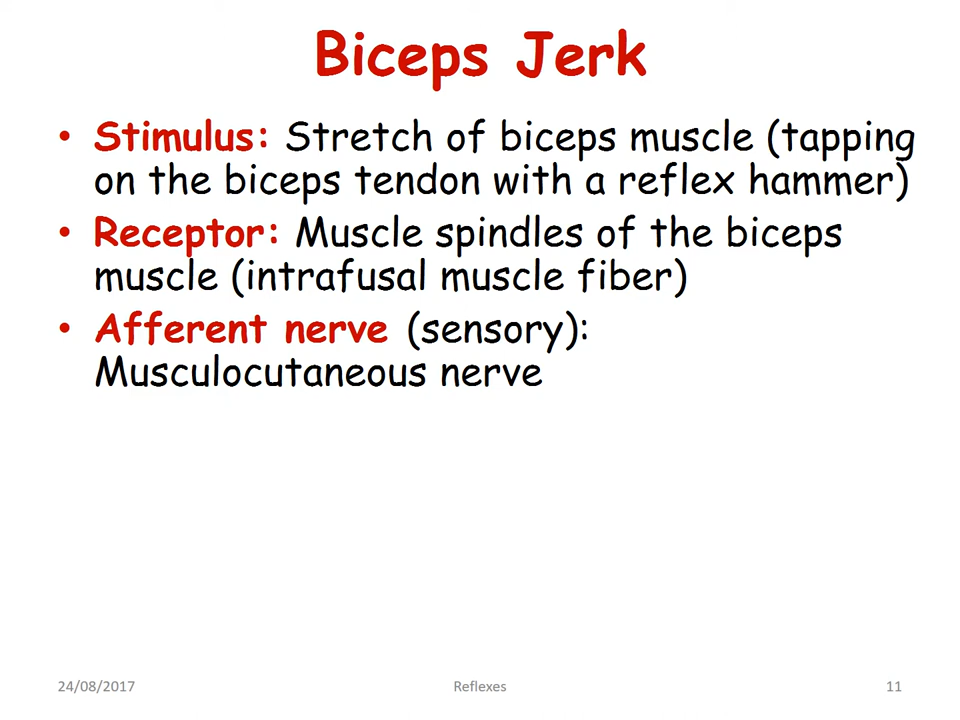 Biceps Jerk
• Stimulus: Stretch of biceps muscle (tapping
on the biceps tendon with a reflex hammer)
• Receptor: Muscle spindles of the biceps
muscle (intrafusal muscle fiber)
• Afferent nerve (sensory):
Musculocutaneous nerve
24/08/2017 Reflexes 11